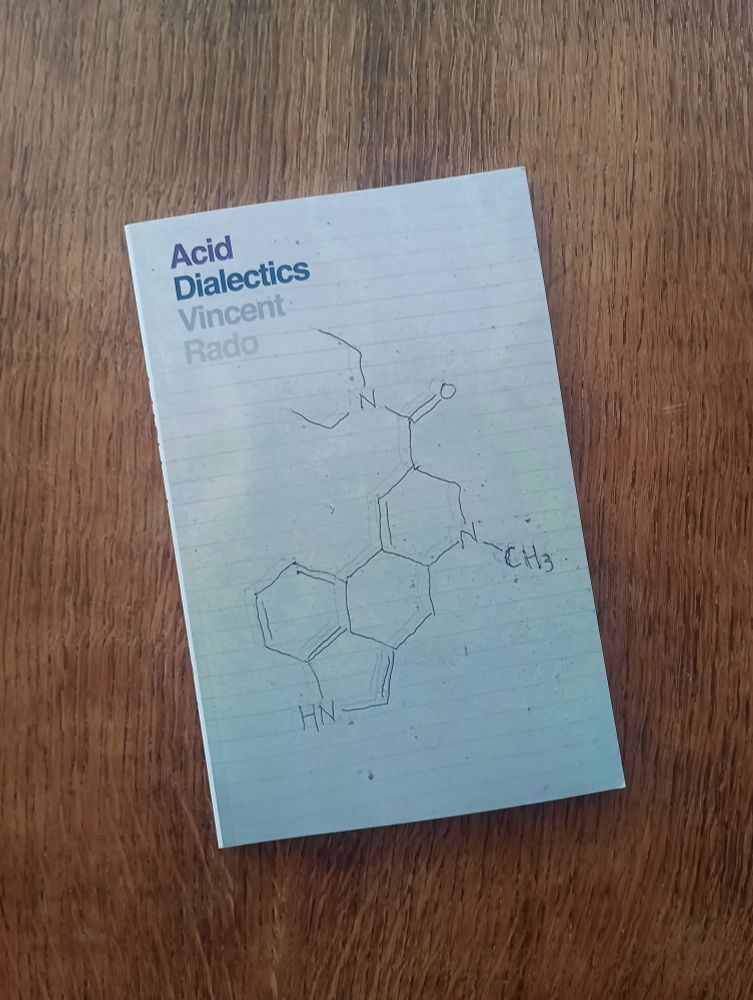 Acid
Dialectics
Vincent
Rado
N
O
N
CH3
HN